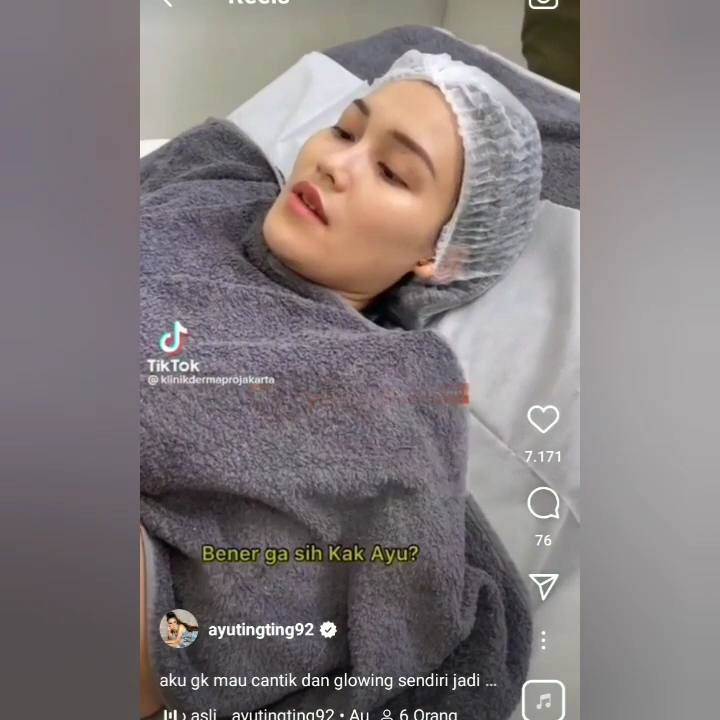 Reels
TikTok
@klinikdermaprojakarta
7.171
Bener ga sih Kak Ayu?
76
ayutingting92
aku gk mau cantik dan glowing sendiri jadi ...
asli ayutingting92 • Au 6 Orang